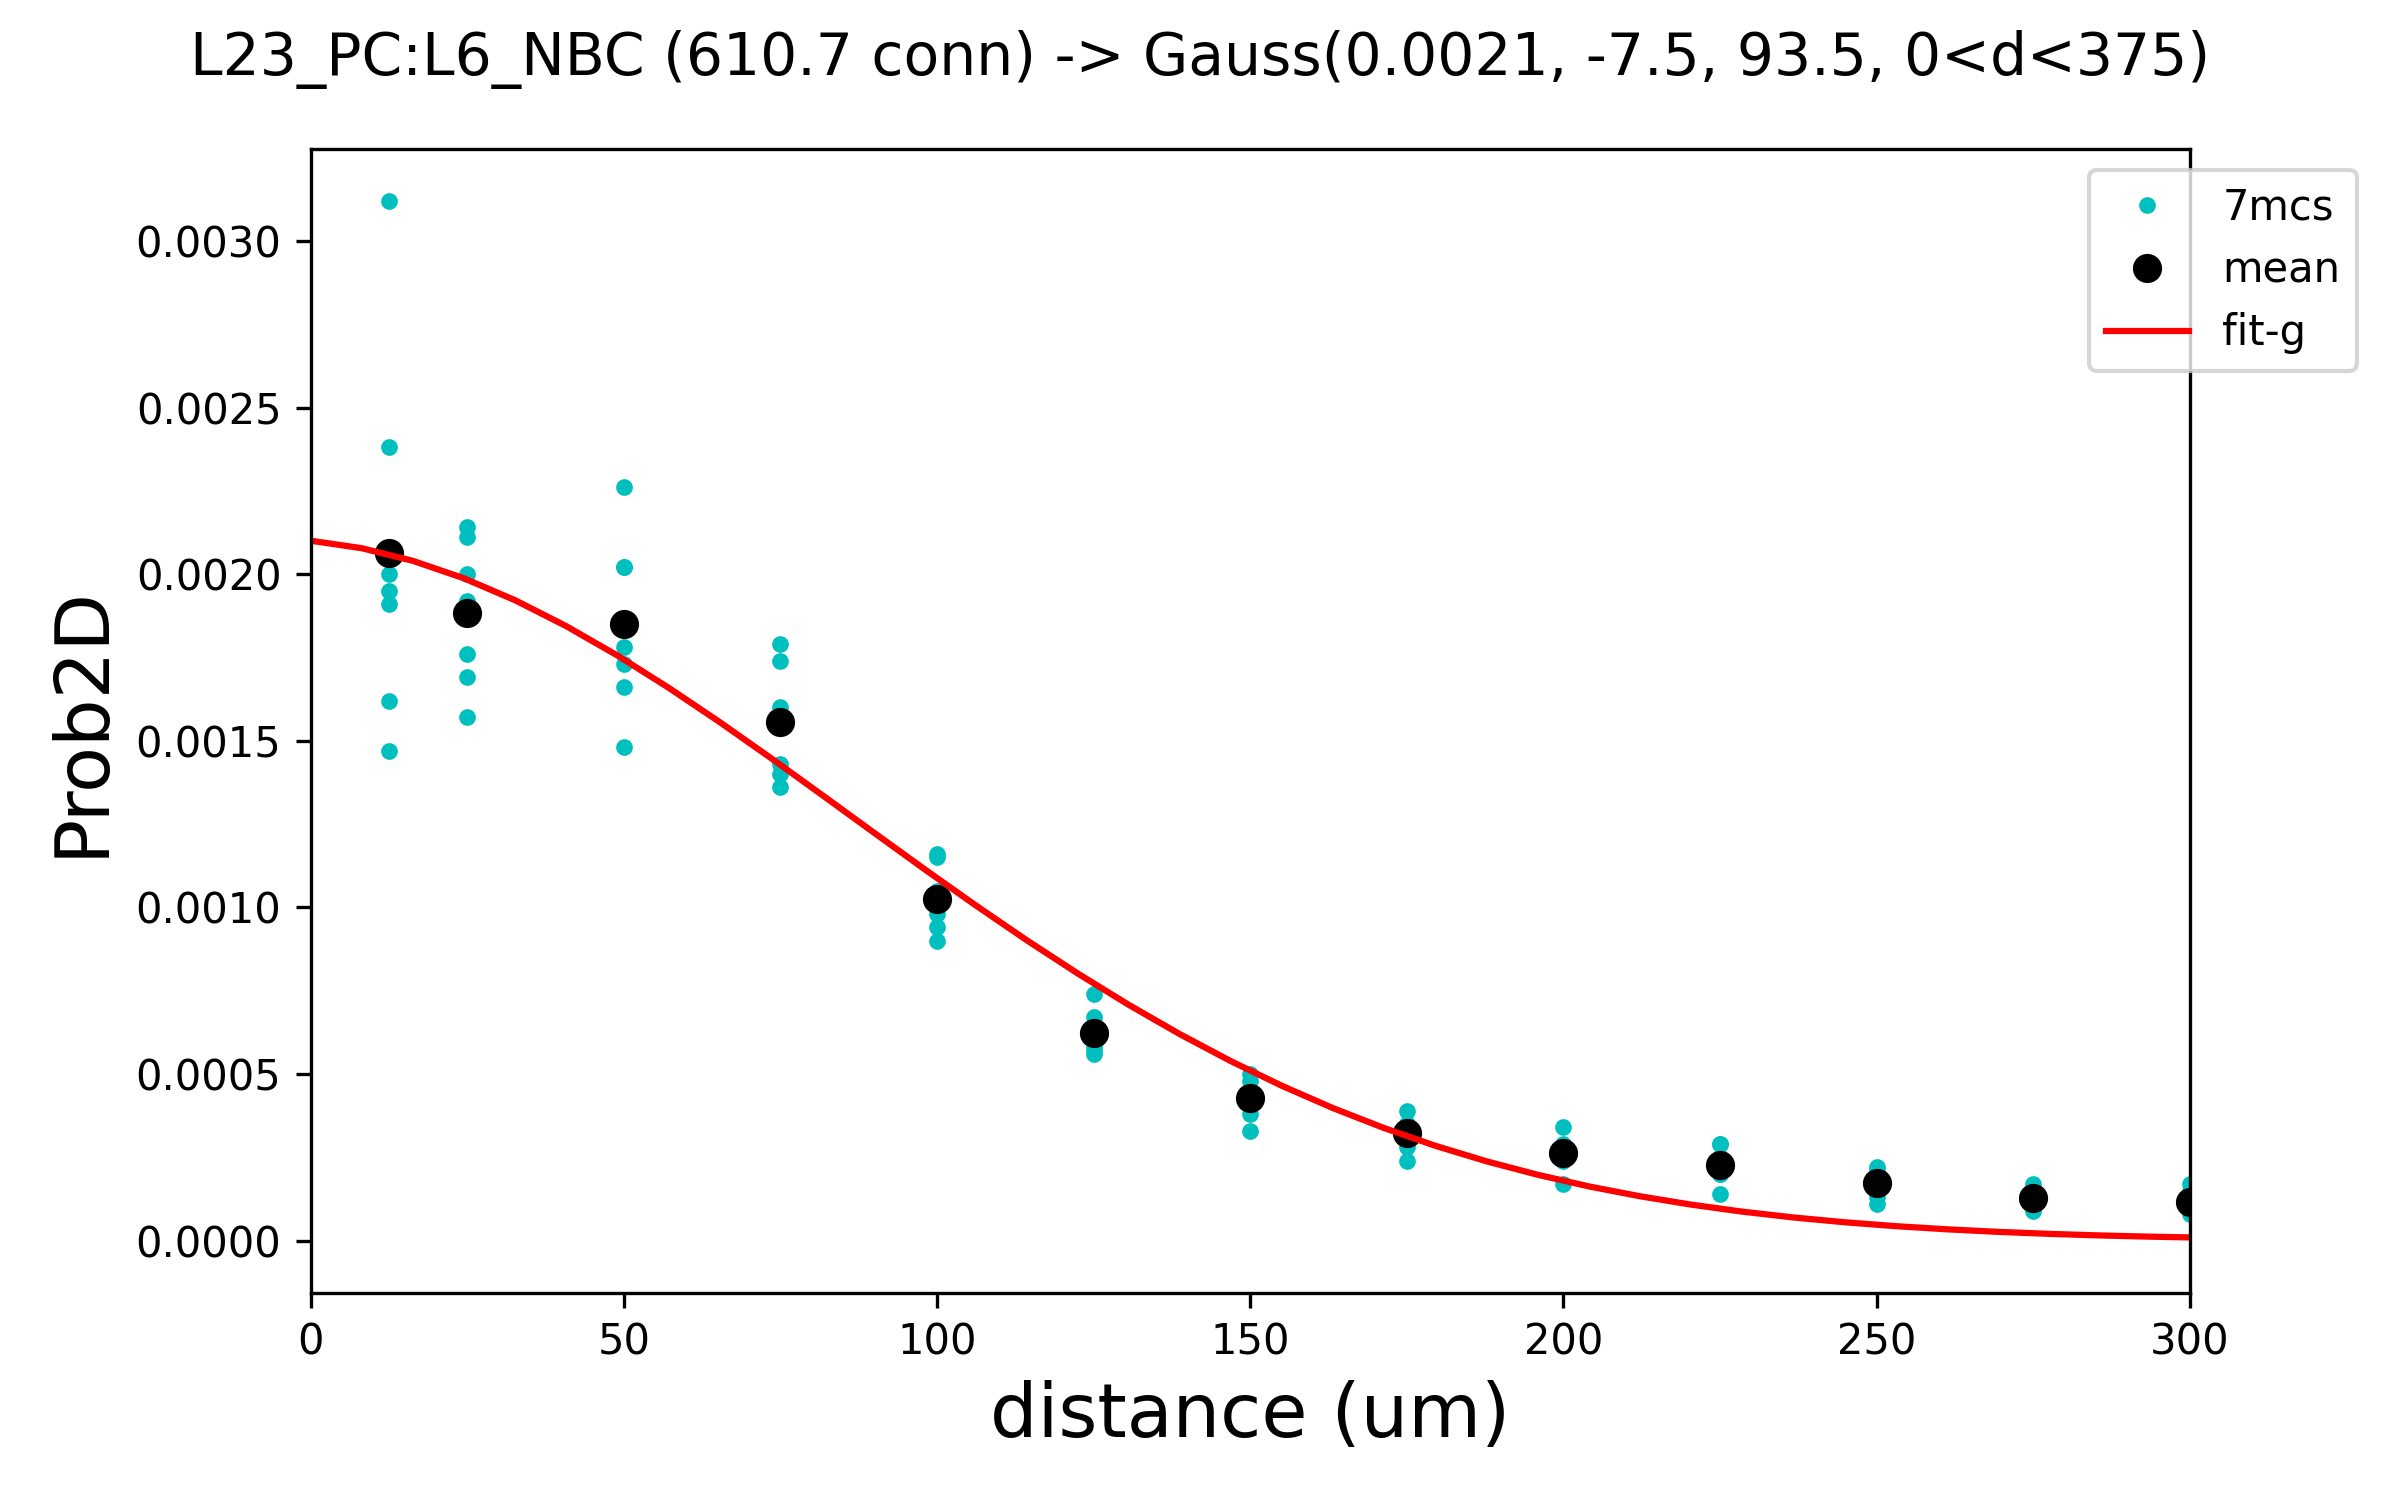 L23_PC:L6_NBC (610.7 conn) -> Gauss(0.0021, -7.5, 93.5, 0<d<375)
7mcs
mean
fit-g
Prob2D
0.0030
0.0025
0.0020
0.0015
0.0010
0.0005
0.0000
0 50 100 150 200 250 300
distance (um)